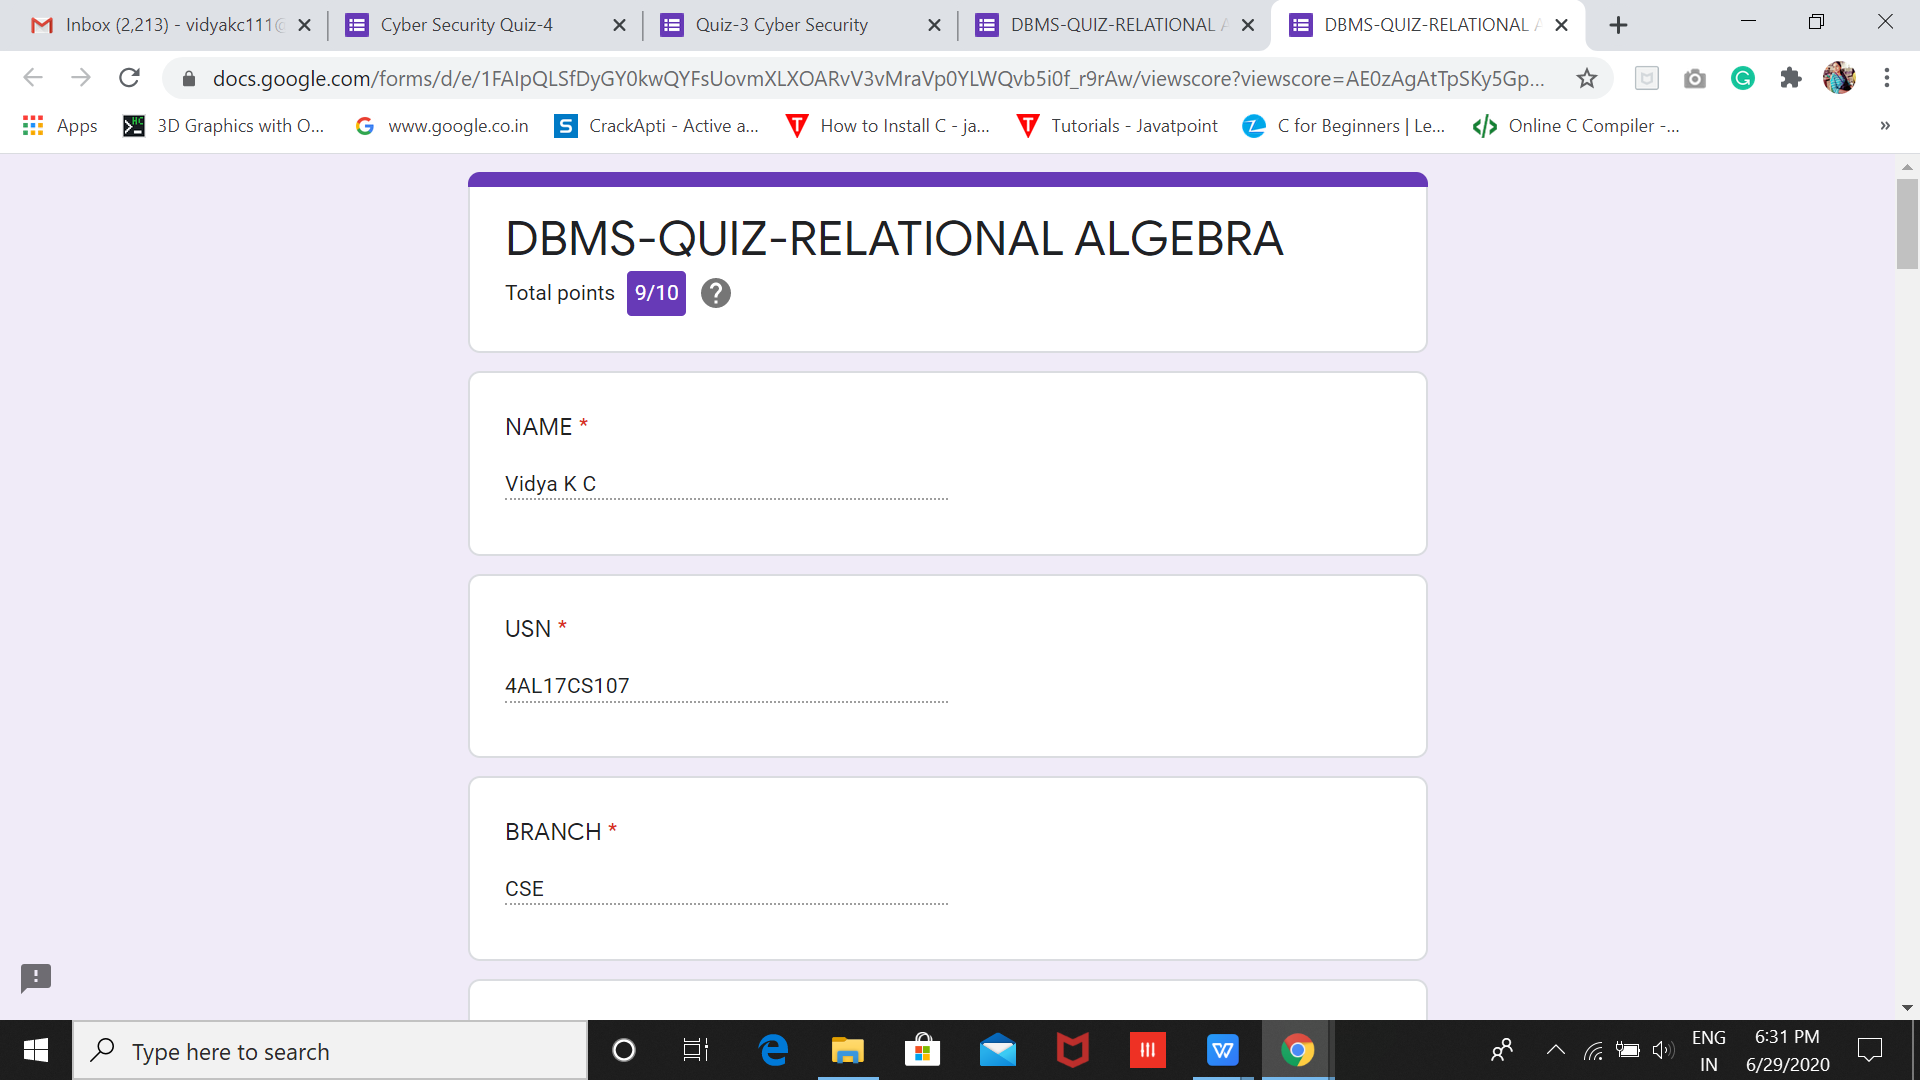 Inbox (2,213) - vidyakc111@
Cyber Security Quiz-4
Quiz-3 Cyber Security
DBMS-QUIZ-RELATIONAL A
DBMS-QUIZ-RELATIONAL A
docs.google.com/forms/d/e/1FAIpQLSfDyGY0kwQYFsUovmXLXOARvV3vMraVp0YLWQvb5i0f_r9rAw/viewscore?viewscore=AE0zAgAtTpSKy5Gp...
Apps
3D Graphics with O...
www.google.co.in
CrackApti - Active a...
How to Install C - ja...
Tutorials - Javatpoint
C for Beginners | Le...
Online C Compiler -...
»
DBMS-QUIZ-RELATIONAL ALGEBRA
Total points 9/10
NAME *
Vidya K C
USN *
4AL17CS107
BRANCH *
CSE
Type here to search
ENG
IN
6:31 PM
6/29/2020